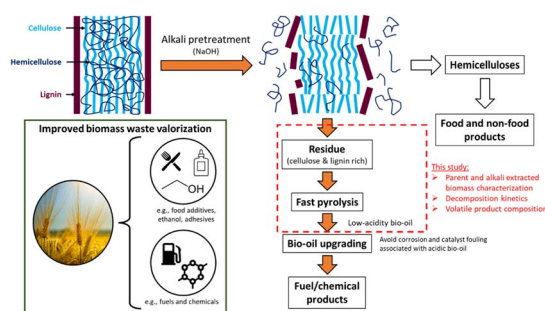 Cellulose
Hemicellulose
Lignin
Alkali pretreatment
(NaOH)
Hemicelluloses
Food and non-food
products
Improved biomass waste valorization
OH
e.g., food additives,
ethanol, adhesives
e.g., fuels and chemicals
Residue
(cellulose & lignin rich)
Fast pyrolysis
Low-acidity bio-oil
Bio-oil upgrading
Avoid corrosion and catalyst fouling
associated with acidic bio-oil
Fuel/chemical
products
This study:
Parent and alkali extracted
biomass characterization
Decomposition kinetics
Volatile product composition